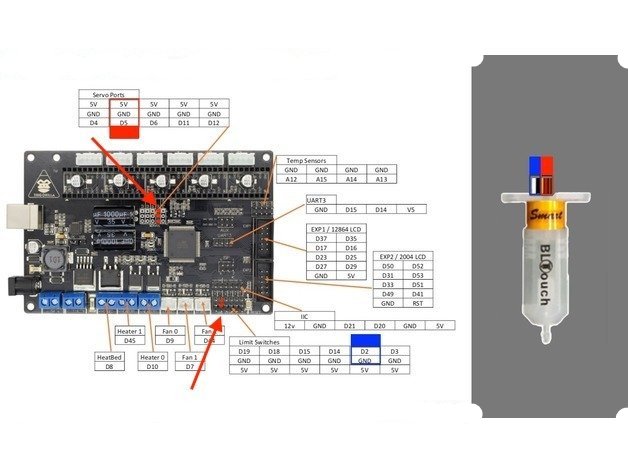 Servo Ports
5V 5V 5V 5V 5V
GND GND GND GND GND
D4 D5 D6 D11 D12
Temp Sensors
GND GND GND GND
A12 A15 A14 A13
UART3
GND D15 D14 V5
EXP1 / 12864 LCD
D37 D35
D17 D16
D23 D25
D27 D29
GND 5V
EXP2 / 2004 LCD
D50 D52
D31 D53
D33 D51
D49 D41
GND RST
IIC
12v GND D21 D20 GND 5V
Limit Switches
D19 D18 D15 D14 D2 D3
GND GND GND GND GND GND
5V 5V 5V 5V 5V 5V
HeatBed
D8
Heater 1
D45
Heater 0
D10
Fan 0
D9
Fan 1
D7
Fan
1000uF
Smart
BLTouch